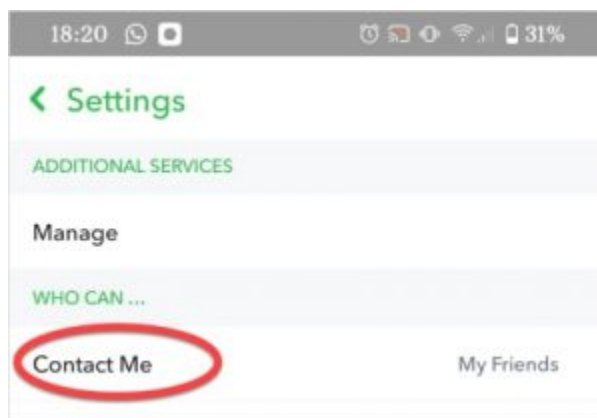 18:20 31%
Settings
ADDITIONAL SERVICES
Manage
WHO CAN ...
Contact Me My Friends